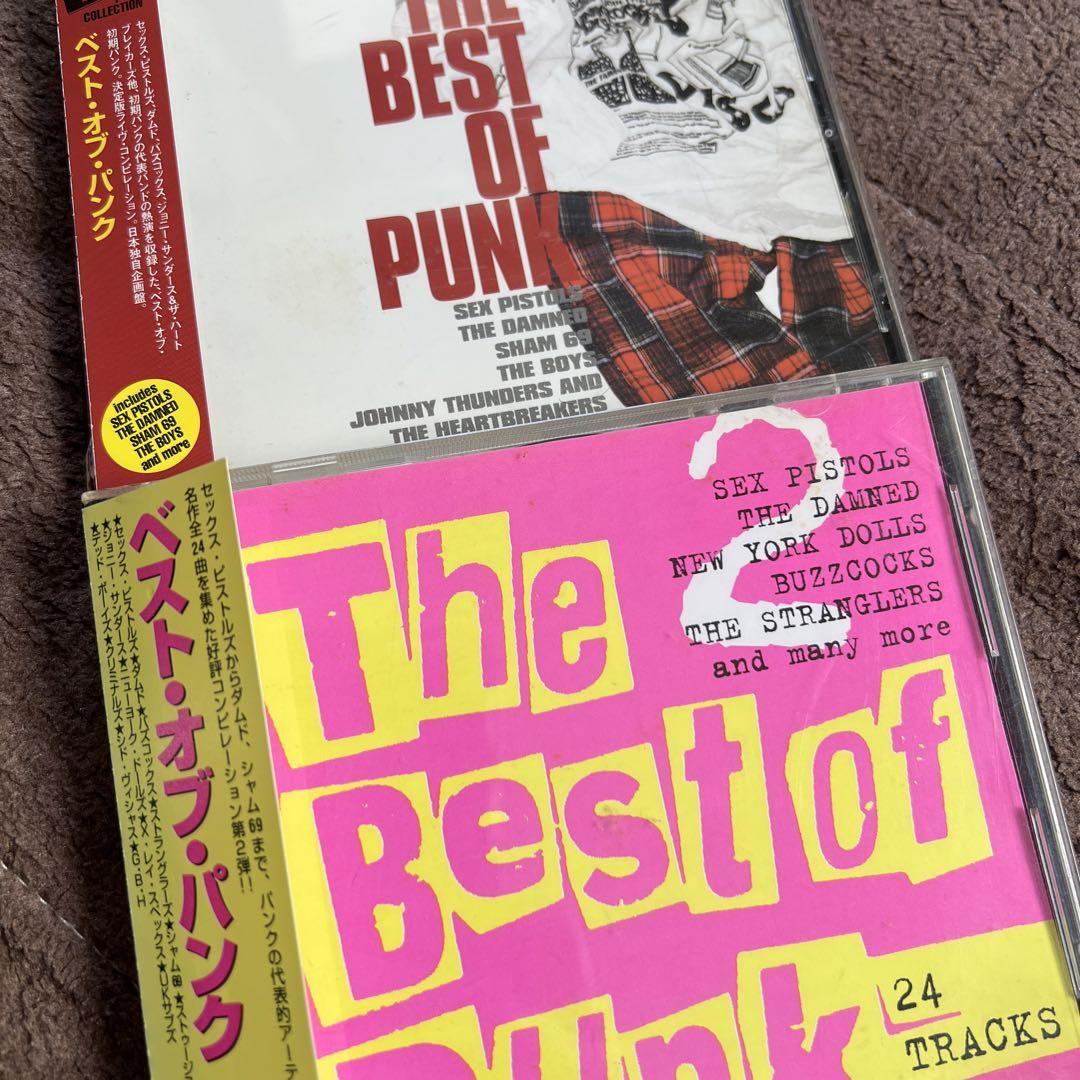 COLLECTION
ベスト・オブ・パンク
セックス・ピストルズ、ダムド、バズコックス、ジョニー・サンダース&ザ・ハート
ブレイカーズ他、初期パンクの代表バンドの熱演を収録した、ベスト・オブ・
初期パンク。決定版ライヴ・コンピレーション。日本独自企画盤。
includes
SEX PISTOLS
THE DAMNED
SHAM 69
THE BOYS
and more
THE
BEST
OF
PUNK
SEX PISTOLS
THE DAMNED
SHAM 69
THE BOYS
JOHNNY THUNDERS AND
THE HEARTBREAKERS
ベスト・オブ・パンク
セックス・ピストルズからダムド、シャム69まで、パンクの代表的アーテ
名作全24曲を集めた好評コンピレーション第2弾!!
★セックス・ピストルズ★ダムド★バズコックス★ストラングラーズ★シャム69★ストゥージ
★ジョニー・サンダース★ニューヨーク・ドールズ★X・レイ・スペックス★UKサブズ
★デッド・ボーイズ★クリミナルズ★シド・ヴィシャス★G・B・H
2
SEX PISTOLS
THE DAMNED
NEW YORK DOLLS
BUZZCOCKS
THE STRANGLERS
and many more
The
Best of
Punk
24
TRACKS